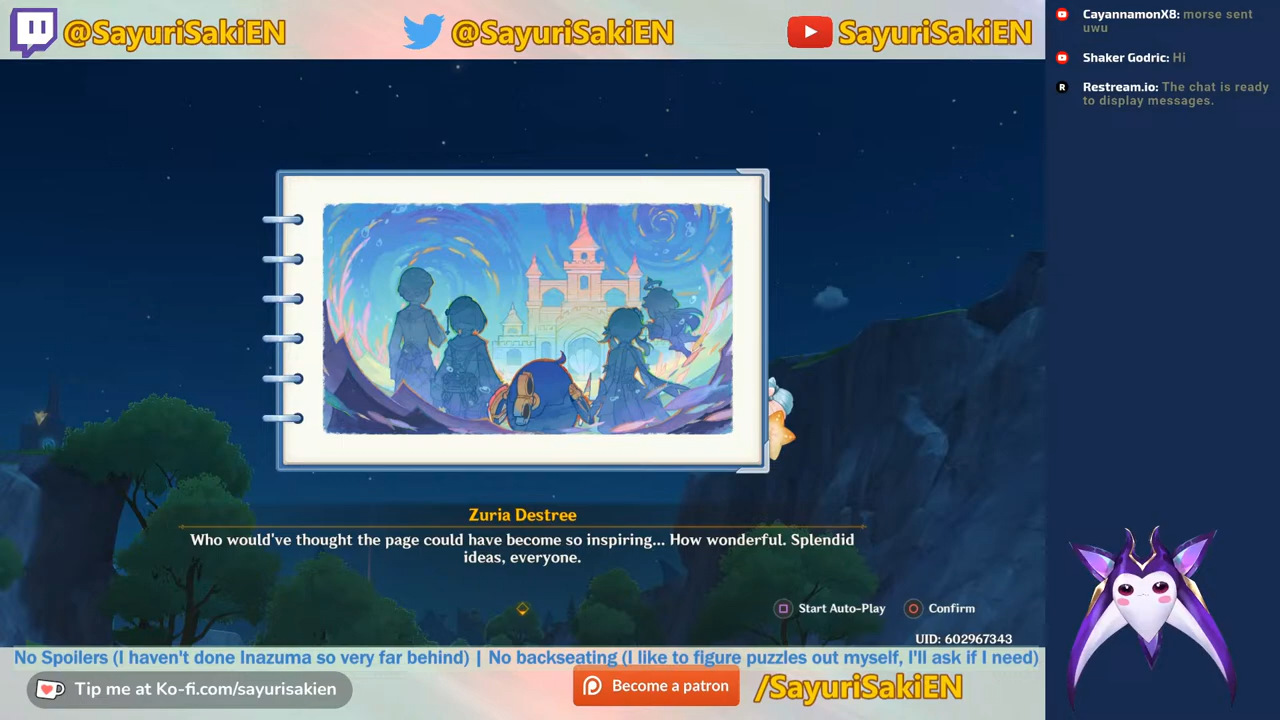 @SayuriSakiEN
@SayuriSakiEN
SayuriSakiEN
CayannamonX8: morse sent
uwu
Shaker Godric: Hi
R
Restream.io: The chat is ready
to display messages.
Zuria Destree
Who would've thought the page could have become so inspiring... How wonderful. Splendid
ideas, everyone.
Start Auto-Play
Confirm
UID: 602967343
No Spoilers (I haven't done Inazuma so very far behind) | No backseating (I like to figure puzzles out myself, I'll ask if I need)
Tip me at Ko-fi.com/sayurisakien
Become a patron
/SayuriSakiEN